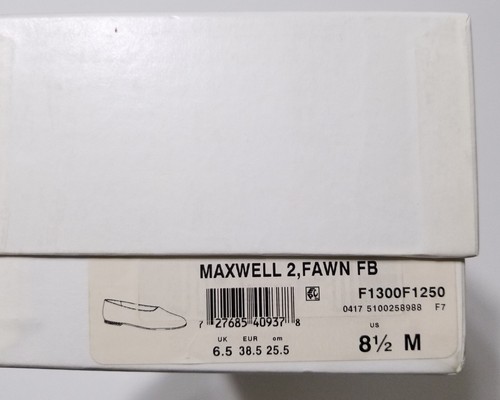 MAXWELL 2,FAWN FB
F1300F1250
0417 5100258988 F7
7 27685 40937 8
UK EUR cm
6.5 38.5 25.5
US
8½ M